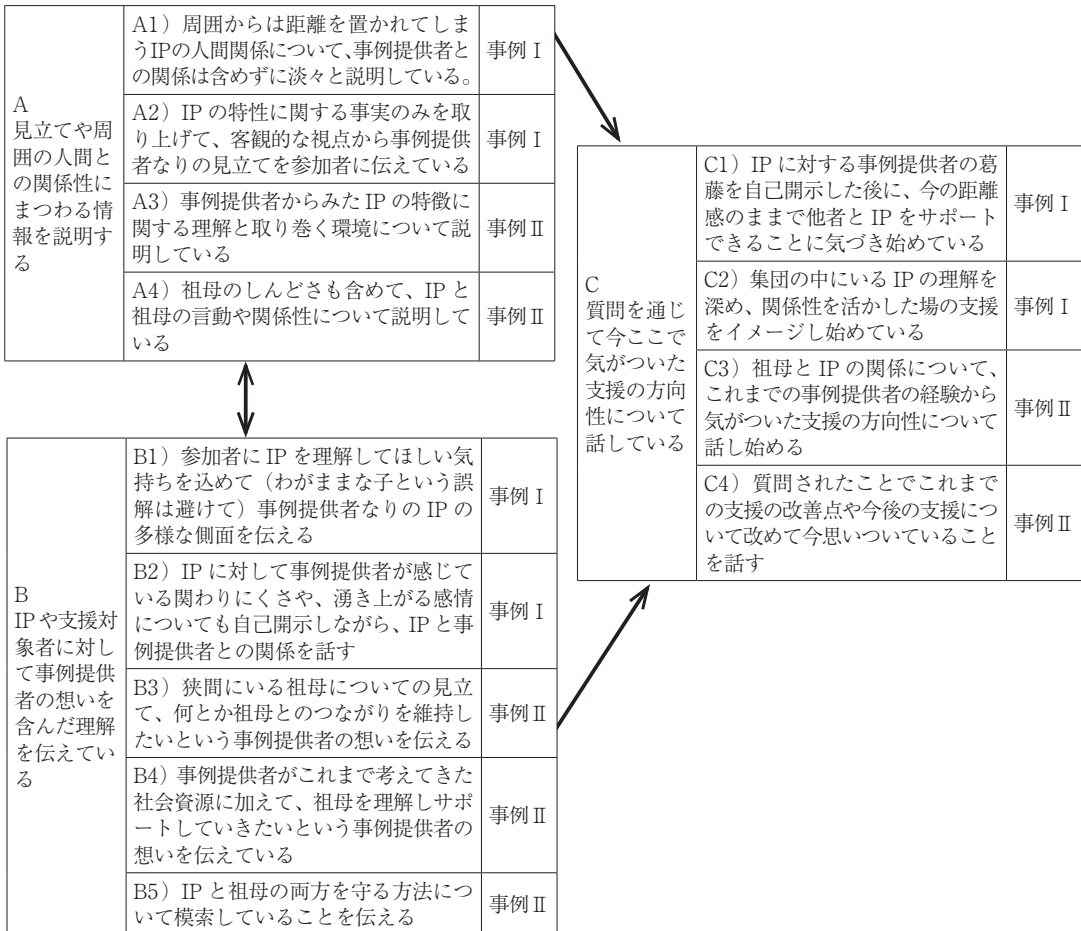 A
見立てや周
囲の人間と
の関係性に
まつわる情
報を説明す
る
A1）周囲からは距離を置かれてしま
うIPの人間関係について、事例提供者と
の関係は含めずに淡々と説明している。
事例Ⅰ
A2）IP の特性に関する事実のみを取
り上げて、客観的な視点から事例提供
者なりの見立てを参加者に伝えている
事例Ⅰ
A3）事例提供者からみた IP の特徴に
関する理解と取り巻く環境について説
明している
事例Ⅱ
A4）祖母のしんどさも含めて、IP と
祖母の言動や関係性について説明して
いる
事例Ⅱ
B
IP や支援対
象者に対し
て事例提供
者の想いを
含んだ理解
を伝えてい
る
B1）参加者に IP を理解してほしい気
持ちを込めて（わがままな子という誤
解は避けて）事例提供者なりの IP の
多様な側面を伝える
事例Ⅰ
B2）IP に対して事例提供者が感じて
いる関わりにくさや、湧き上がる感情
についても自己開示しながら、IP と事
例提供者との関係を話す
事例Ⅰ
B3）狭間にいる祖母についての見立
て、何とか祖母とのつながりを維持し
たいという事例提供者の想いを伝える
事例Ⅱ
B4）事例提供者がこれまで考えてきた
社会資源に加えて、祖母を理解しサポ
ートしていきたいという事例提供者の
想いを伝えている
事例Ⅱ
B5）IP と祖母の両方を守る方法につ
いて模索していることを伝える
事例Ⅱ
C
質問を通じ
て今ここで
気がついた
支援の方向
性について
話している
C1）IP に対する事例提供者の葛
藤を自己開示した後に、今の距離
感のままで他者と IP をサポート
できることに気づき始めている
事例Ⅰ
C2）集団の中にいる IP の理解を
深め、関係性を活かした場の支援
をイメージし始めている
事例Ⅰ
C3）祖母と IP の関係について、
これまでの事例提供者の経験から
気がついた支援の方向性について
話し始める
事例Ⅱ
C4）質問されたことでこれまで
の支援の改善点や今後の支援につ
いて改めて今思いついていること
を話す
事例Ⅱ